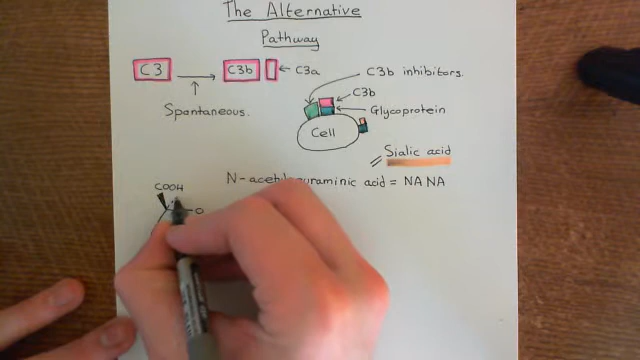 The Alternative
Pathway
C3
C3b
C3a
Spontaneous.
C3b inhibitors.
C3b
Glycoprotein
Cell
Sialic acid
N-acetyl uraminic acid = NANA
COOH
O